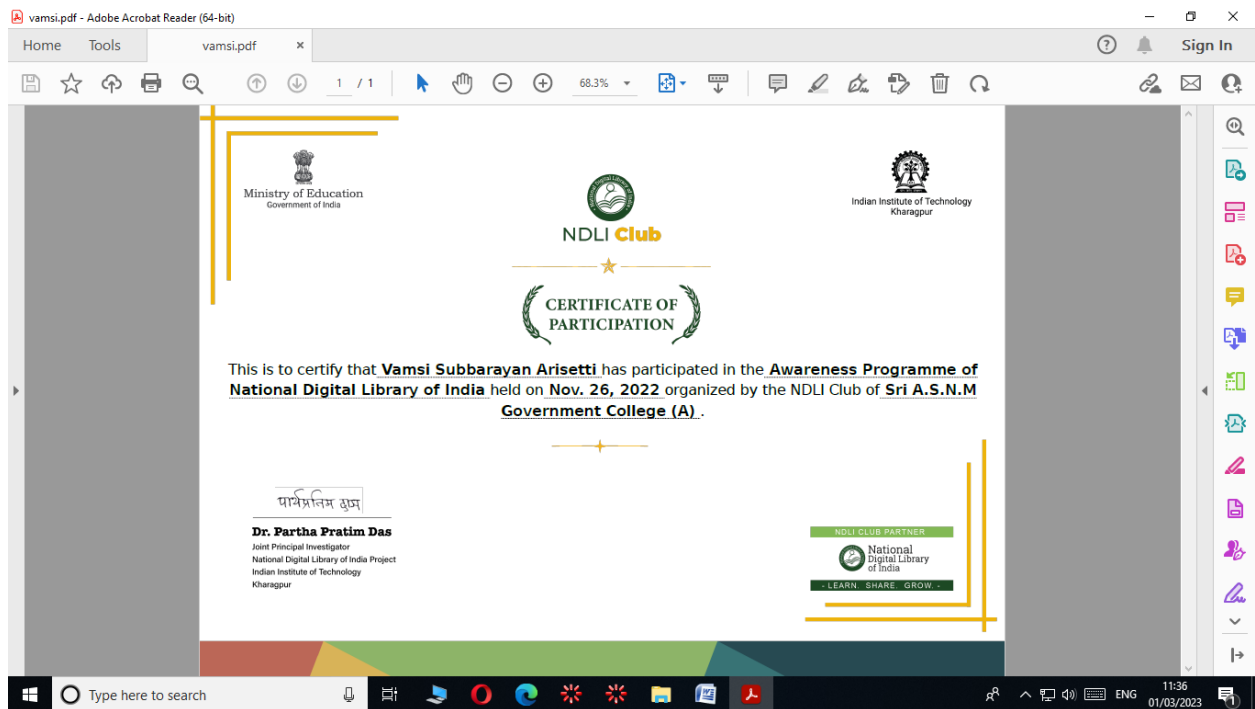 vamsi.pdf - Adobe Acrobat Reader (64-bit)
Home Tools vamsi.pdf × Sign In
1 / 1 68.3%
Ministry of Education
Government of India
NDLI Club
Indian Institute of Technology
Kharagpur
CERTIFICATE OF
PARTICIPATION
This is to certify that Vamsi Subbarayan Arisetti has participated in the Awareness Programme of
National Digital Library of India held on Nov. 26, 2022 organized by the NDLI Club of Sri A.S.N.M
Government College (A) .
पार्थप्रतिम दास
Dr. Partha Pratim Das
Joint Principal Investigator
National Digital Library of India Project
Indian Institute of Technology
Kharagpur
NDLI CLUB PARTNER
National
Digital Library
of India
- LEARN. SHARE. GROW. -
Type here to search
ENG
11:36
01/03/2023
1